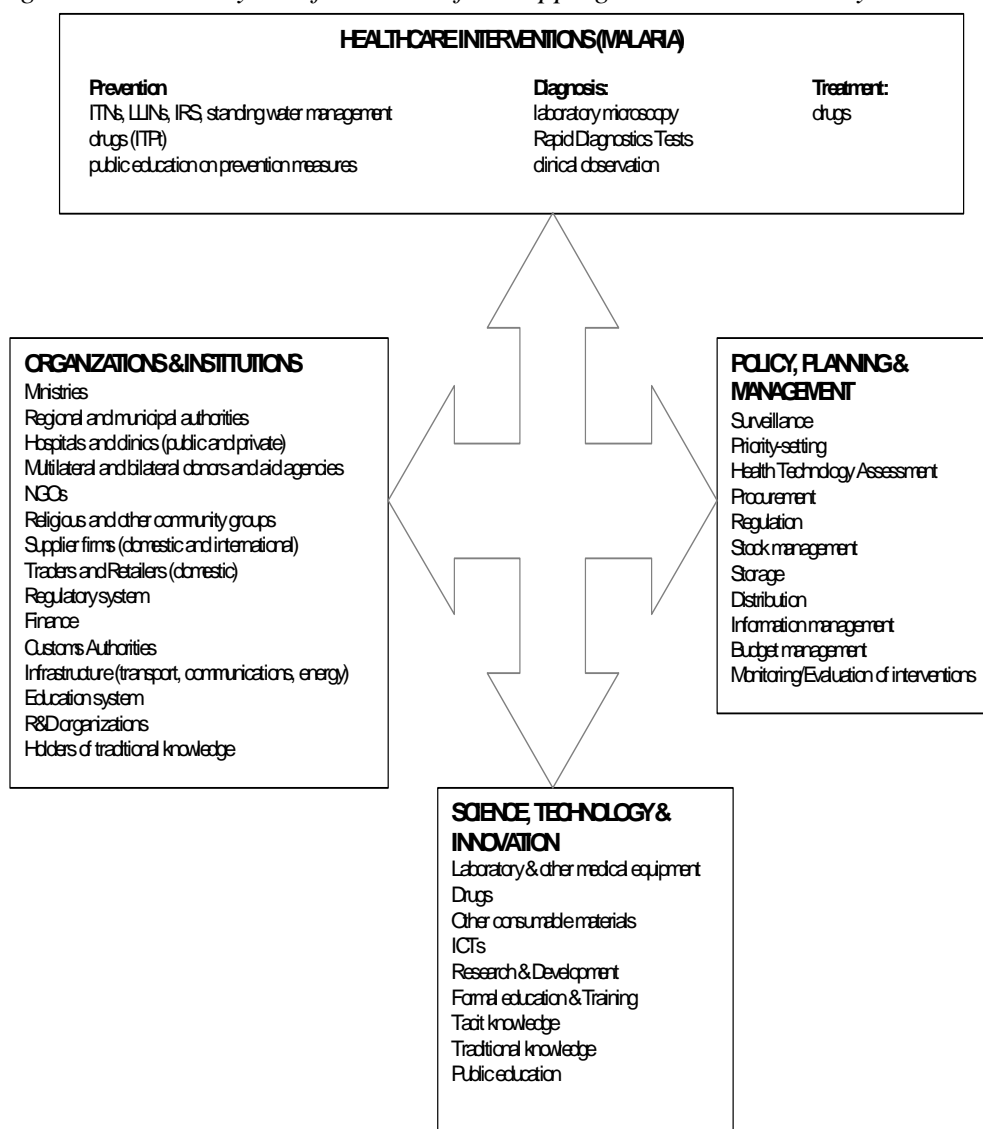 HEALTHCARE INTERVENTIONS (MALARIA)
Prevention
ITNs, LLINs, IRS, standing water management
drugs (ITPt)
public education on prevention measures
Diagnosis:
laboratory microscopy
Rapid Diagnostics Tests
clinical observation
Treatment:
drugs
ORGANIZATIONS & INSTITUTIONS
Ministries
Regional and municipal authorities
Hospitals and clinics (public and private)
Multilateral and bilateral donors and aid agencies
NGOs
Religious and other community groups
Supplier firms (domestic and international)
Traders and Retailers (domestic)
Regulatory system
Finance
Customs Authorities
Infrastructure (transport, communications, energy)
Education system
R&D organizations
Holders of traditional knowledge
POLICY, PLANNING &
MANAGEMENT
Surveillance
Priority-setting
Health Technology Assessment
Procurement
Regulation
Stock management
Storage
Distribution
Information management
Budget management
Monitoring/Evaluation of interventions
SCIENCE, TECHNOLOGY &
INNOVATION
Laboratory & other medical equipment
Drugs
Other consumable materials
ICTs
Research & Development
Formal education & Training
Tacit knowledge
Traditional knowledge
Public education